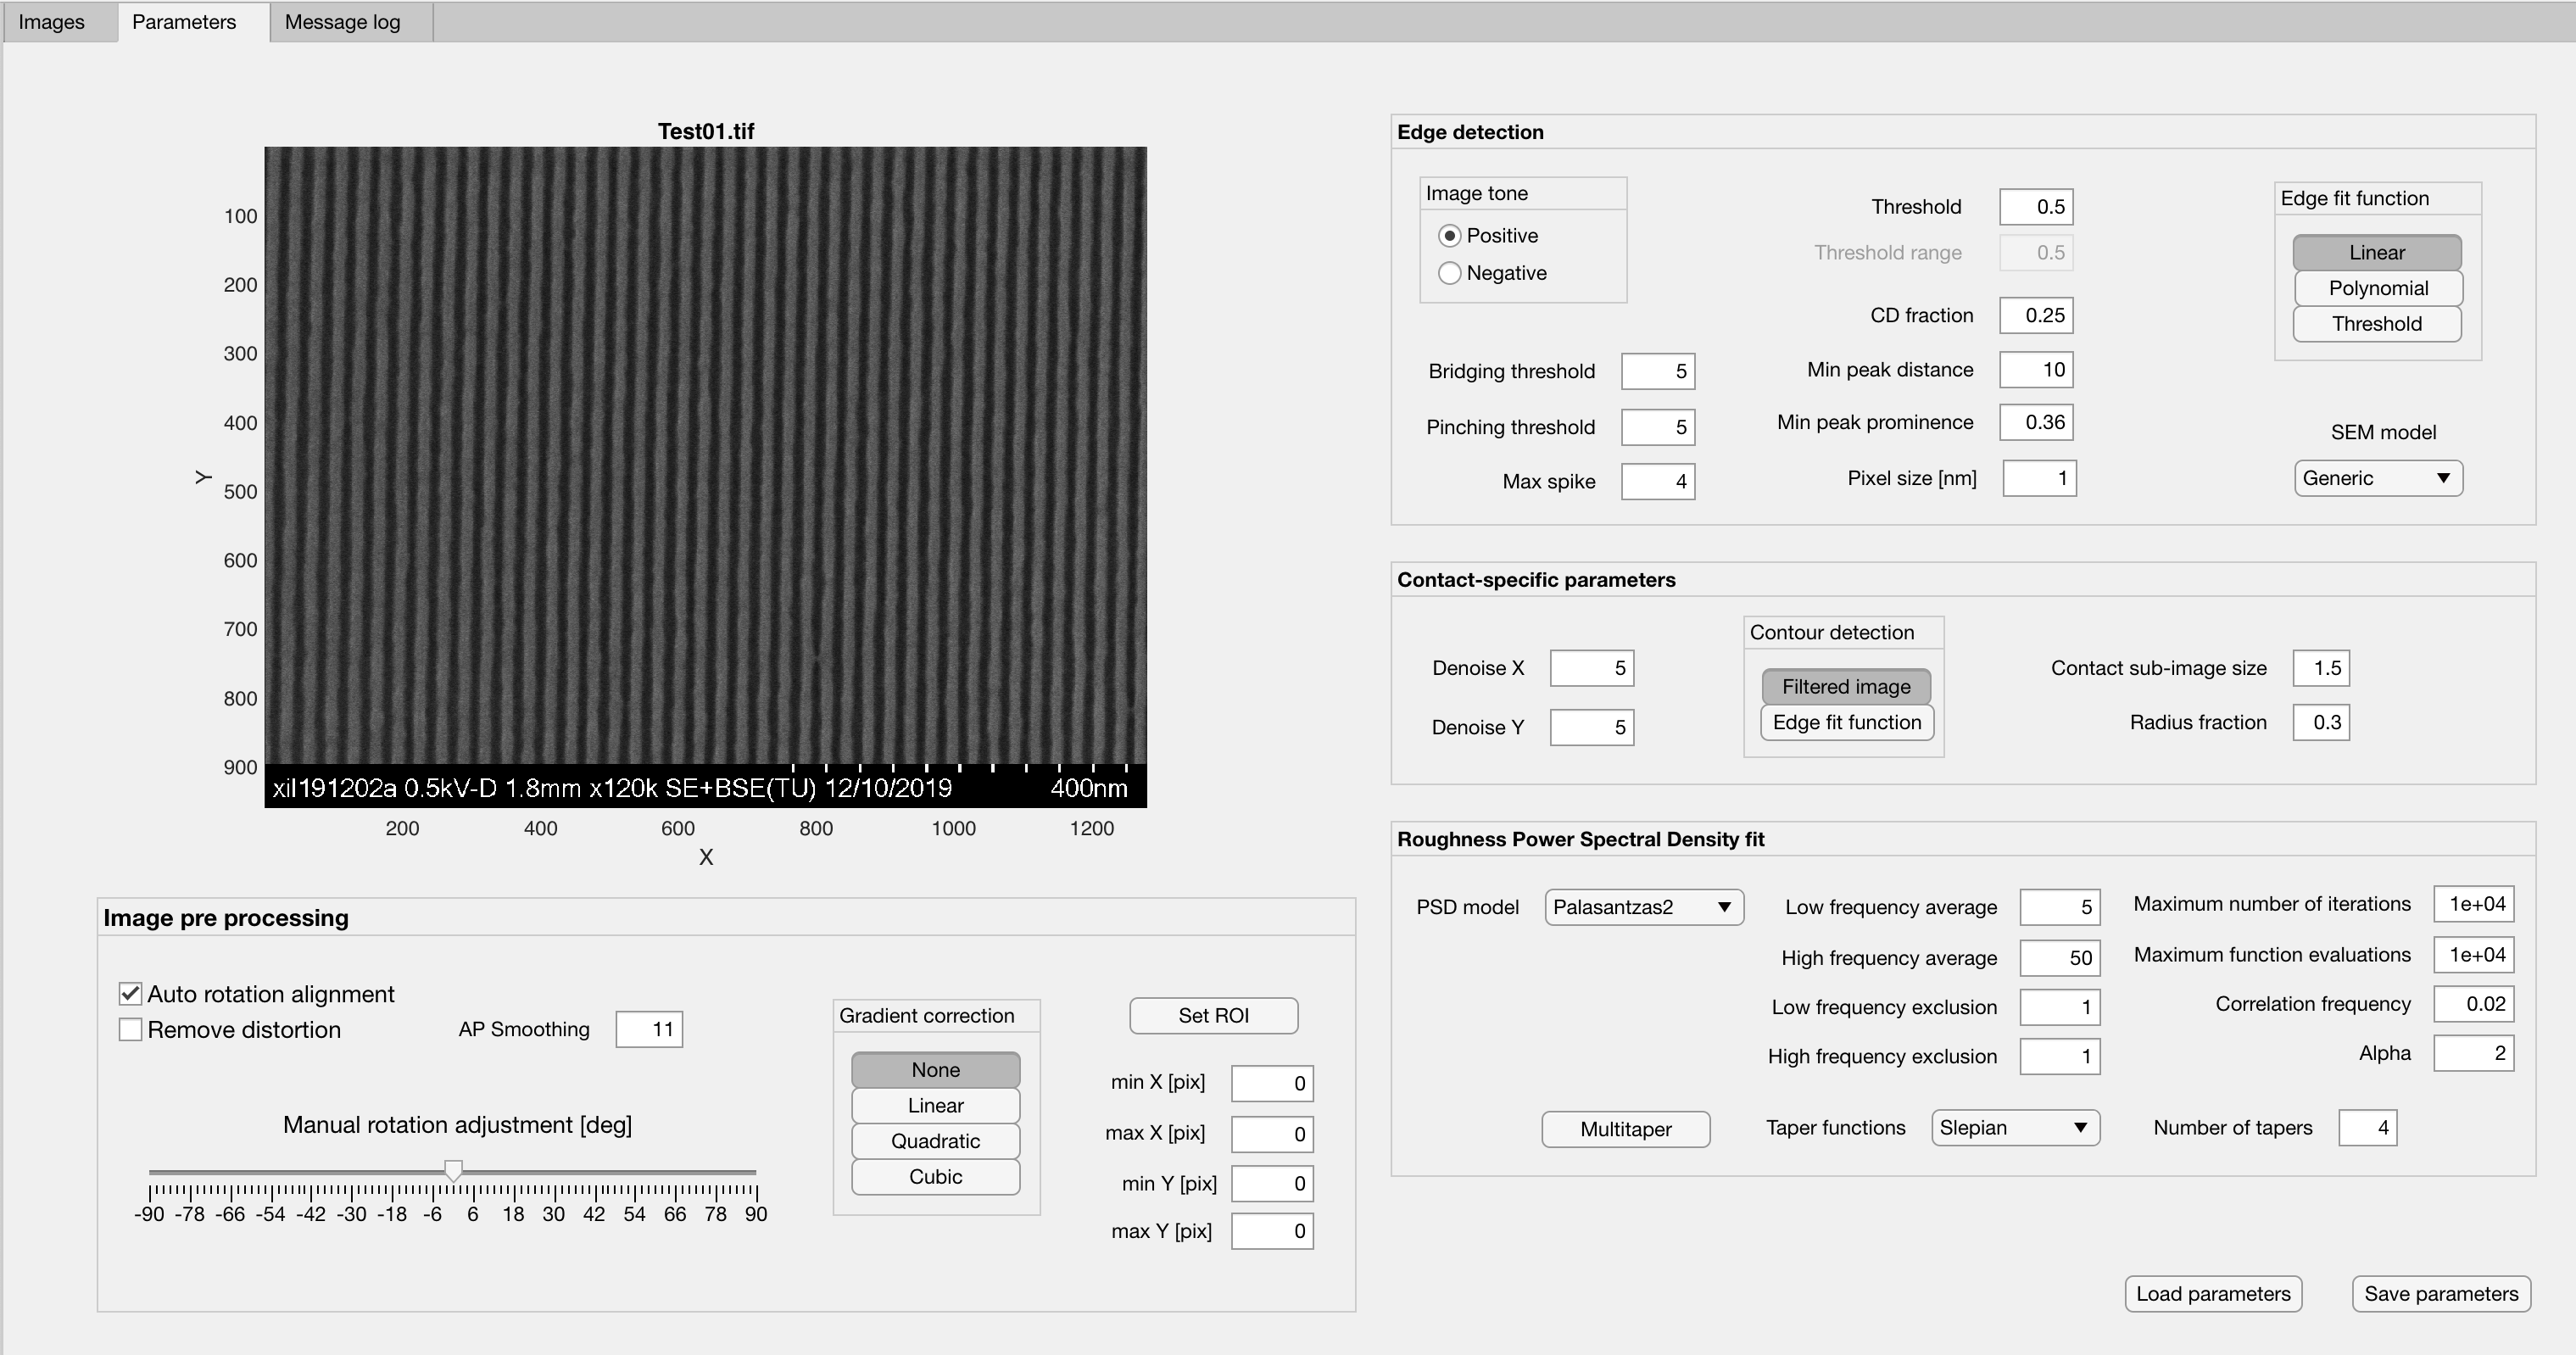 Images Parameters Message log
Test01.tif
100
200
300
400
500
600
700
800
900
Y
xil191202a 0.5kV-D 1.8mm x120k SE+BSE(TU) 12/10/2019 400nm
200 400 600 800 1000 1200
X
Image pre processing
Auto rotation alignment
Remove distortion
AP Smoothing 11
Manual rotation adjustment [deg]
-90 -78 -66 -54 -42 -30 -18 -6 6 18 30 42 54 66 78 90
Gradient correction
None
Linear
Quadratic
Cubic
Set ROI
min X [pix] 0
max X [pix] 0
min Y [pix] 0
max Y [pix] 0
Edge detection
Image tone
Positive
Negative
Bridging threshold 5
Pinching threshold 5
Max spike 4
Threshold 0.5
Threshold range 0.5
CD fraction 0.25
Min peak distance 10
Min peak prominence 0.36
Pixel size [nm] 1
Edge fit function
Linear
Polynomial
Threshold
SEM model
Generic
Contact-specific parameters
Denoise X 5
Denoise Y 5
Contour detection
Filtered image
Edge fit function
Contact sub-image size 1.5
Radius fraction 0.3
Roughness Power Spectral Density fit
PSD model Palasantzas2
Low frequency average 5
High frequency average 50
Low frequency exclusion 1
High frequency exclusion 1
Maximum number of iterations 1e+04
Maximum function evaluations 1e+04
Correlation frequency 0.02
Alpha 2
Multitaper
Taper functions Slepian
Number of tapers 4
Load parameters
Save parameters